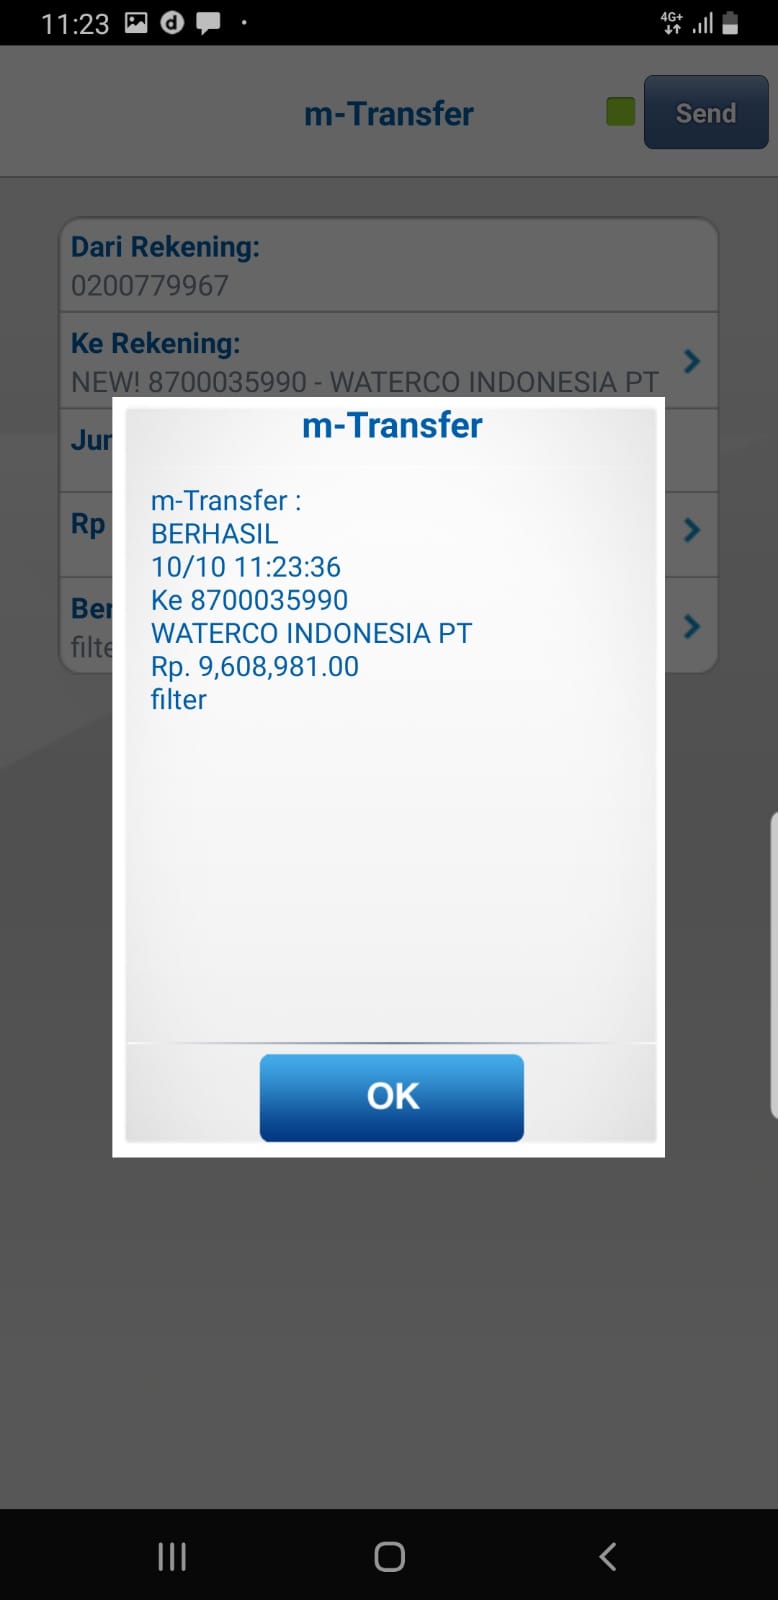 11:23
4G+
m-Transfer
Send
Dari Rekening:
0200779967
Ke Rekening:
NEW! 8700035990 - WATERCO INDONESIA PT
Jur
Rp
Ber
filte
m-Transfer
m-Transfer :
BERHASIL
10/10 11:23:36
Ke 8700035990
WATERCO INDONESIA PT
Rp. 9,608,981.00
filter
OK